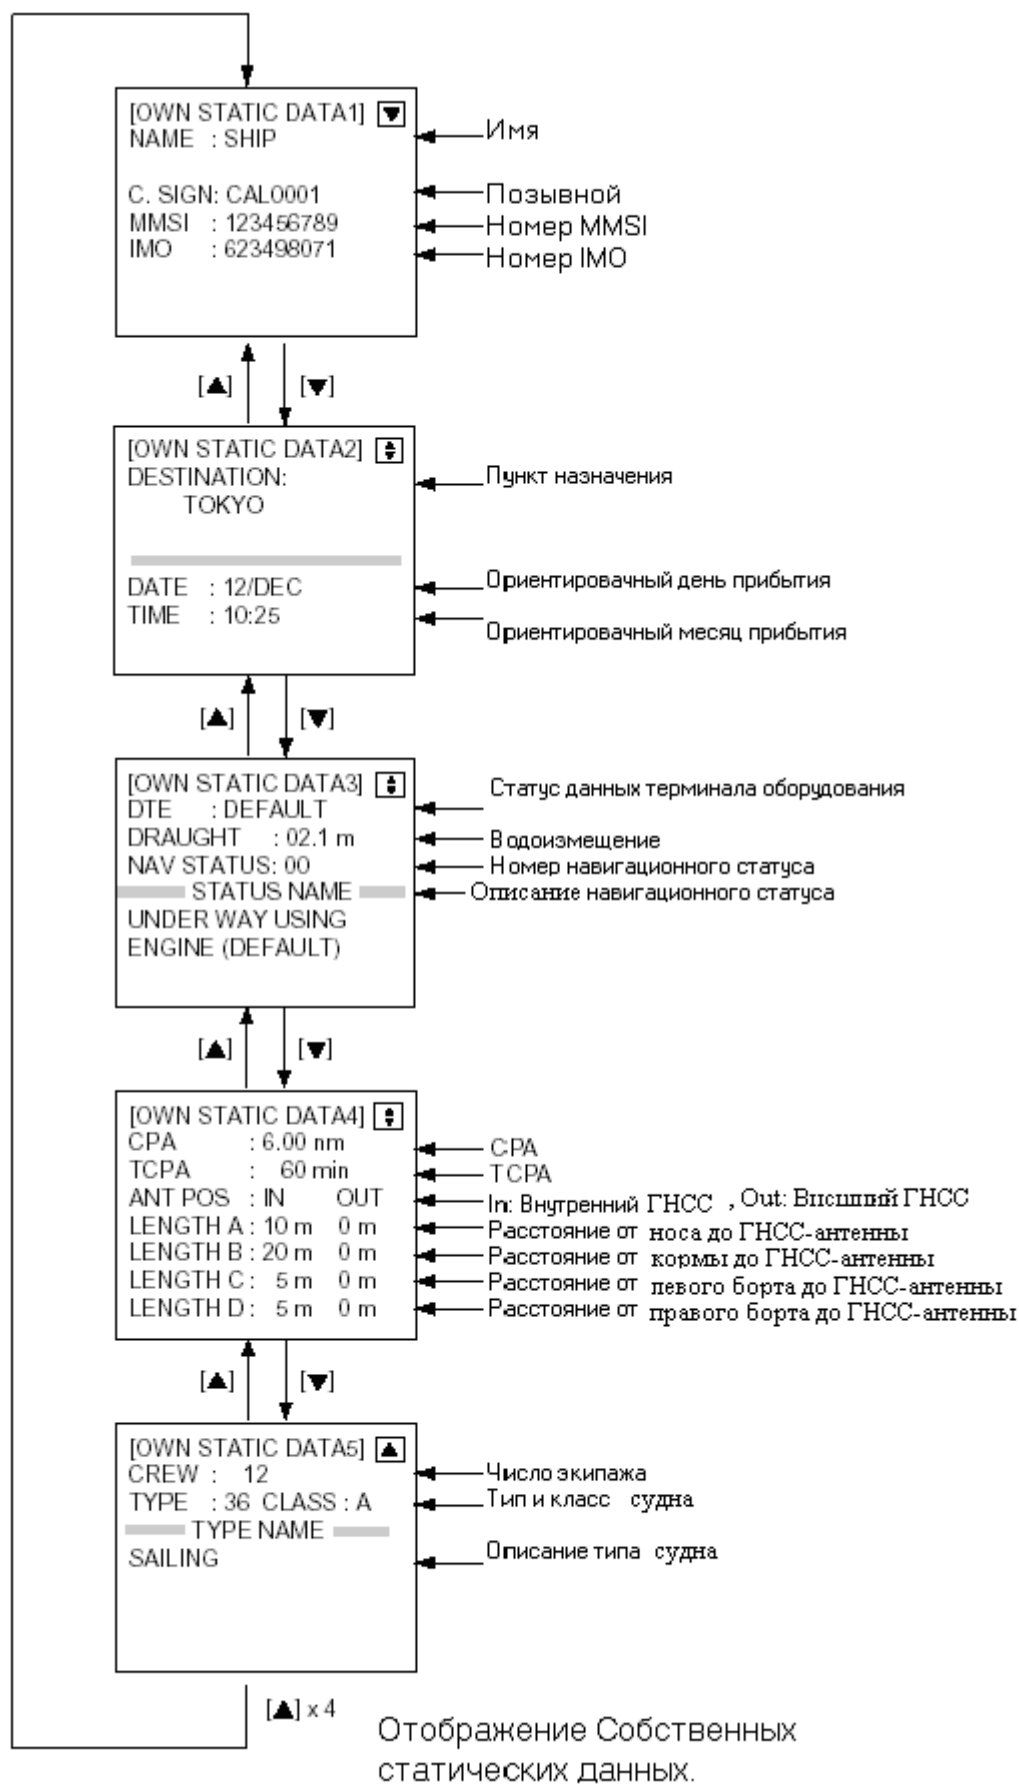 [OWN STATIC DATA1] ▼
NAME : SHIP
Имя
C. SIGN: CAL0001
Позывной
MMSI : 123456789
Номер MMSI
IMO : 623498071
Номер IMO
[▲] [▼]
[OWN STATIC DATA2]
DESTINATION:
Пункт назначения
TOKYO
DATE : 12/DEC
Ориентировачный день прибытия
TIME : 10:25
Ориентировачный месяц прибытия
[▲] [▼]
[OWN STATIC DATA3]
Статус данных терминала оборудования
DTE : DEFAULT
DRAUGHT : 02.1 m
Водоизмещение
NAV STATUS: 00
Номер навигационного статуса
STATUS NAME
Описание навигационного статуса
UNDER WAY USING
ENGINE (DEFAULT)
[▲] [▼]
[OWN STATIC DATA4]
CPA : 6.00 nm
CPA
TCPA : 60 min
TCPA
ANT POS : IN OUT
In: Внутренний ГНСС , Out: Внсшний ГНСС
LENGTH A : 10 m 0 m
Расстояние от носа до ГНСС-антенны
LENGTH B : 20 m 0 m
Расстояние от кормы до ГНСС-антенны
LENGTH C : 5 m 0 m
Расстояние от левого борта до ГНСС-антенны
LENGTH D : 5 m 0 m
Расстояние от правого борта до ГНСС-антенны
[▲] [▼]
[OWN STATIC DATA5] ▲
CREW : 12
Число экипажа
TYPE : 36 CLASS : A
Тип и класс судна
TYPE NAME
SAILING
Описание типа судна
[▲] x 4
Отображение Собственных
статических данных.